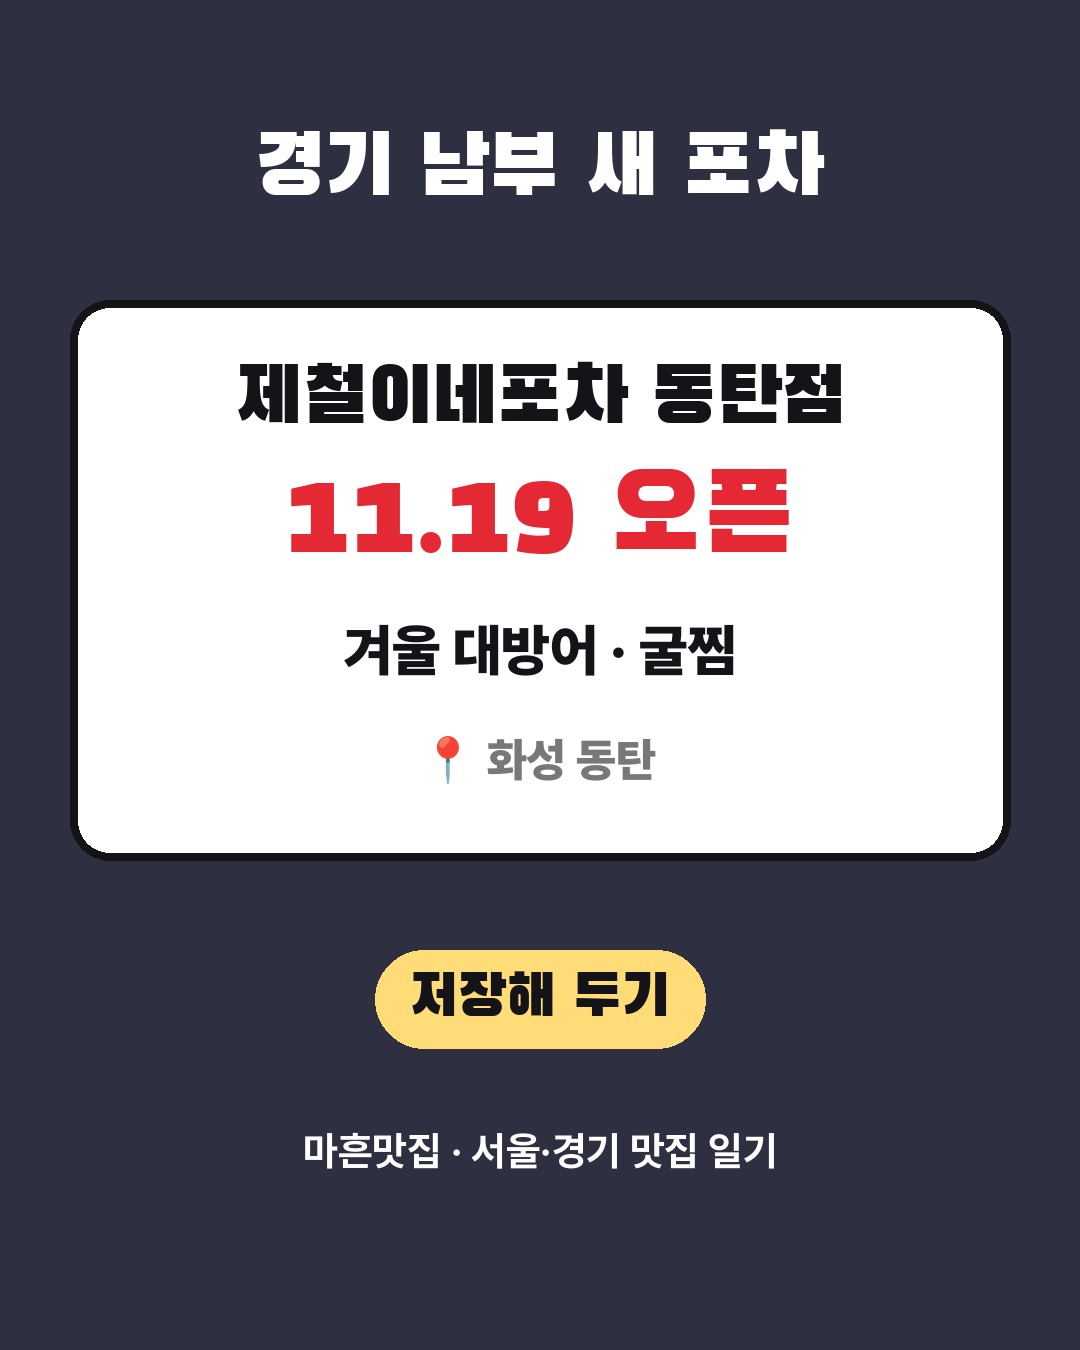 경기 남부 새 포차
제철이네포차 동탄점
11.19 오픈
겨울 대방어 · 굴찜
📍 화성 동탄
저장해 두기
마흔맛집 · 서울·경기 맛집 일기